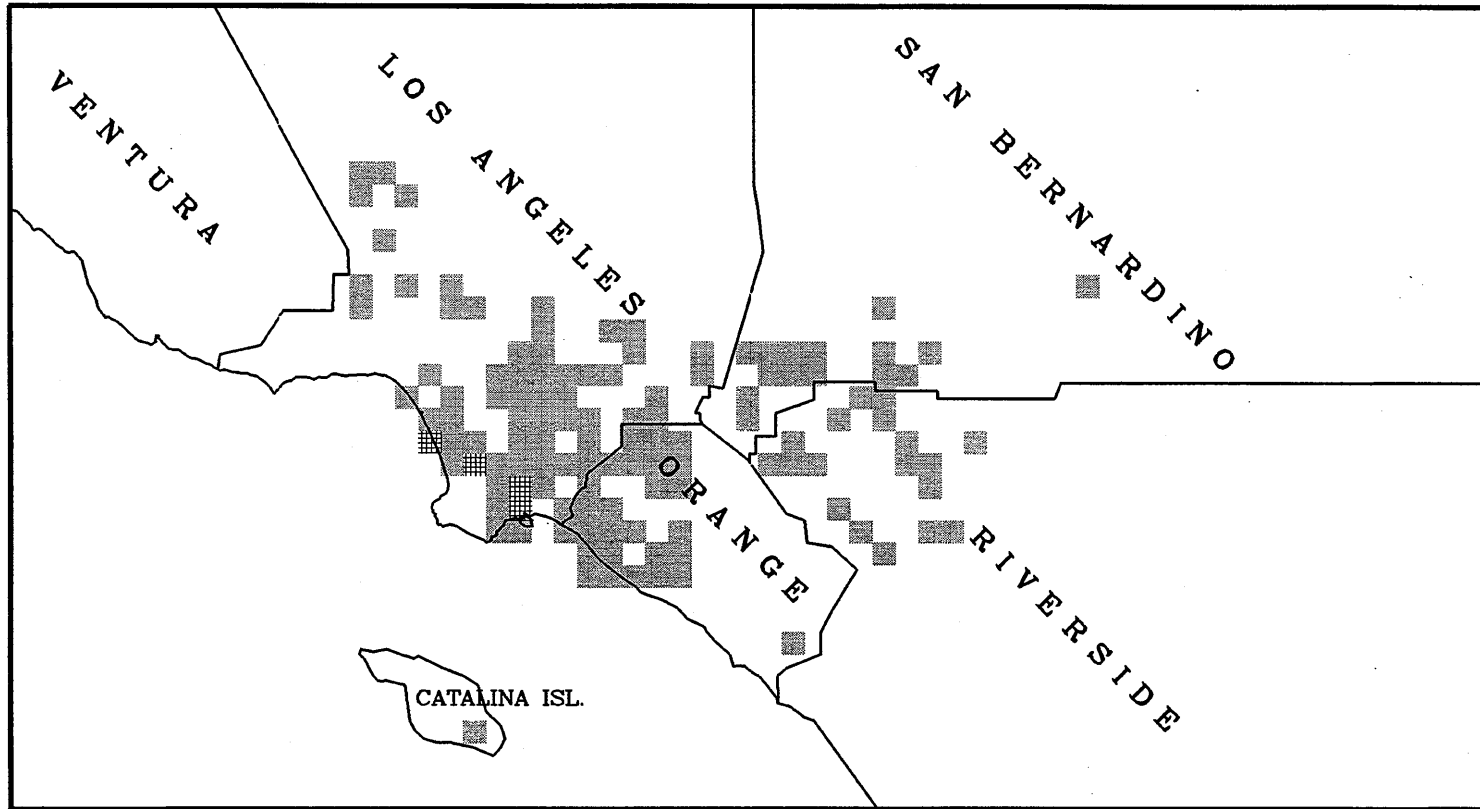 VENTURA
LOS ANGELES
SAN BERNARDINO
ORANGE
RIVERSIDE
CATALINA ISL.